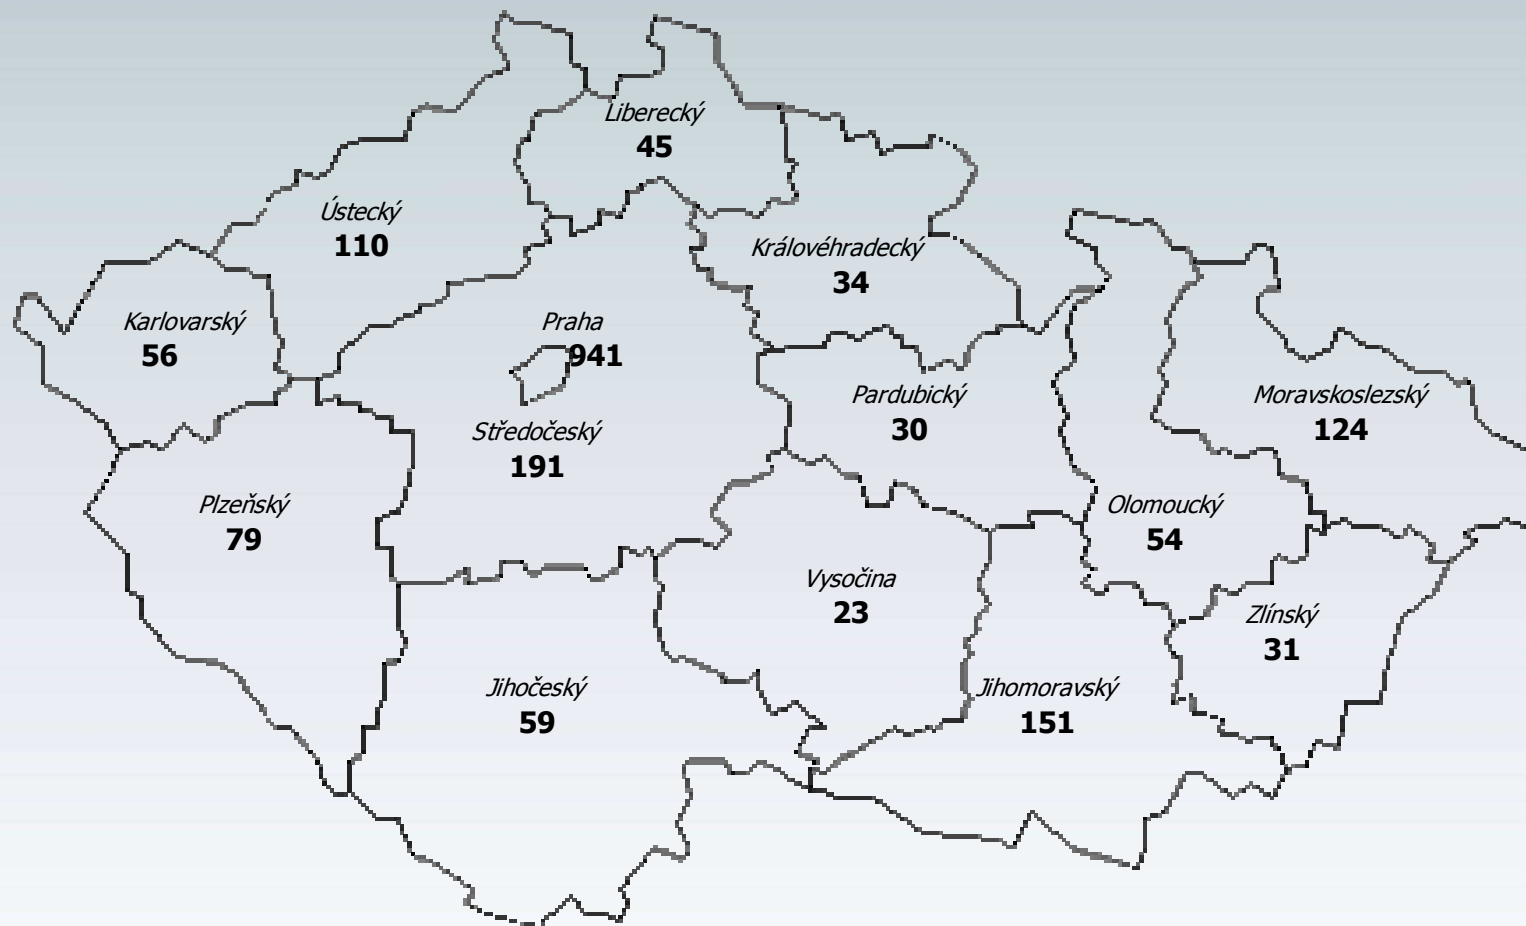 Liberecký
45
Ústecký
110
Královéhradecký
34
Karlovarský
56
Praha
941
Pardubický
30
Moravskoslezský
124
Středočeský
191
Plzeňský
79
Olomoucký
54
Vysočina
23
Zlínský
31
Jihočeský
59
Jihomoravský
151